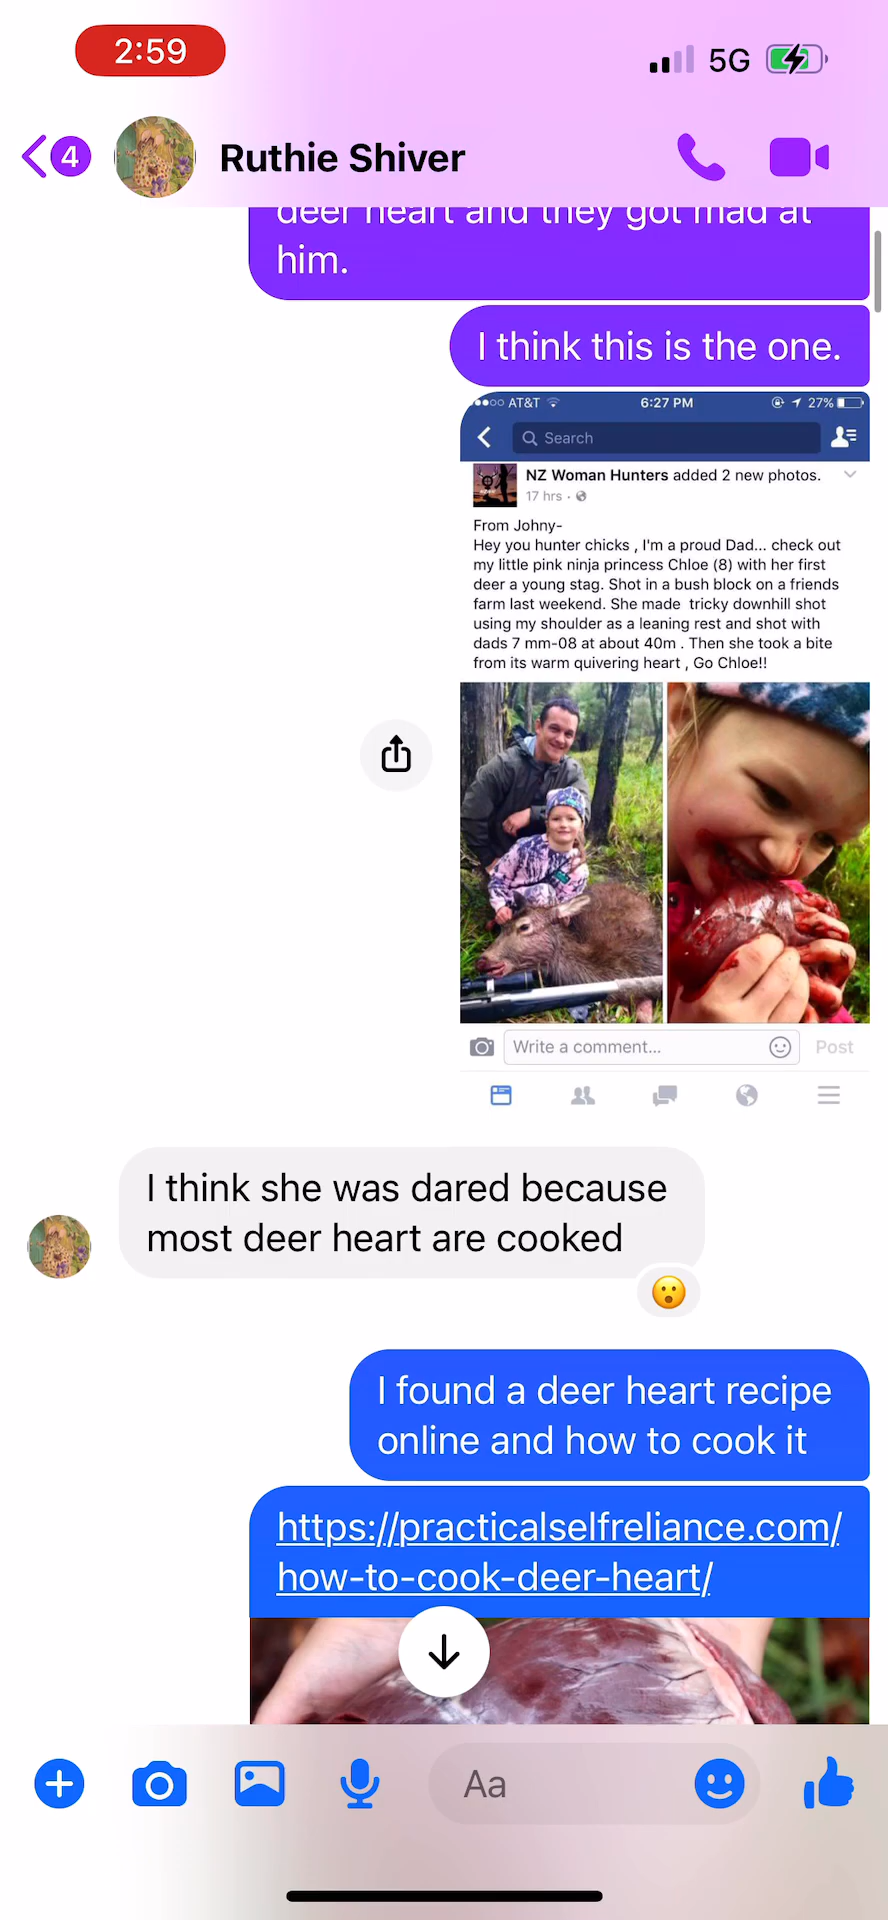 2:59
5G
4
Ruthie Shiver
deer heart and they got mad at
him.
I think this is the one.
AT&T
6:27 PM
27%
Search
NZ Woman Hunters added 2 new photos.
17 hrs ·
From Johny-
Hey you hunter chicks , I'm a proud Dad... check out
my little pink ninja princess Chloe (8) with her first
deer a young stag. Shot in a bush block on a friends
farm last weekend. She made tricky downhill shot
using my shoulder as a leaning rest and shot with
dads 7 mm-08 at about 40m . Then she took a bite
from its warm quivering heart , Go Chloe!!
Write a comment...
Post
I think she was dared because
most deer heart are cooked
I found a deer heart recipe
online and how to cook it
https://practicalselfreliance.com/
how-to-cook-deer-heart/
Aa